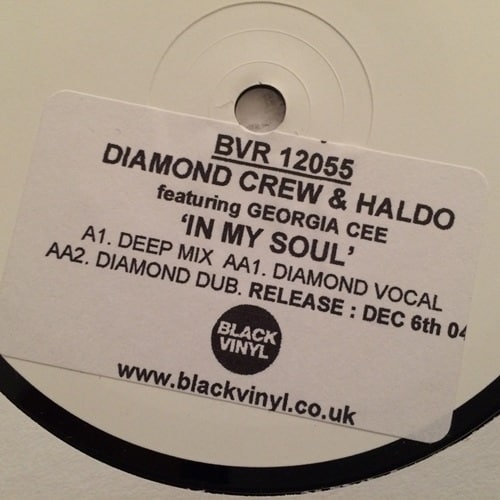 BVR 12055
DIAMOND CREW & HALDO
featuring GEORGIA CEE
'IN MY SOUL'
A1. DEEP MIX AA1. DIAMOND VOCAL
AA2. DIAMOND DUB. RELEASE : DEC 6th 04
BLACK
VINYL
www.blackvinyl.co.uk